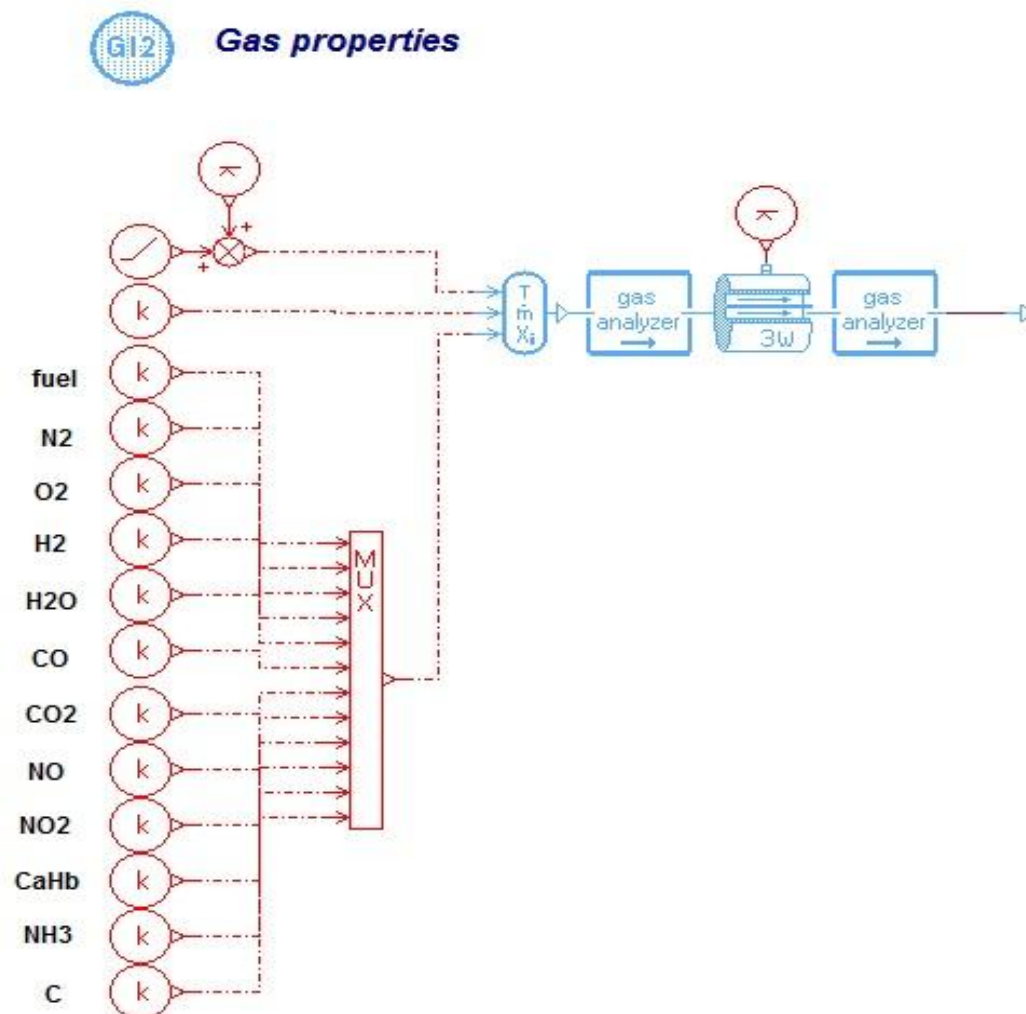 GI2 Gas properties
k
+
+
k
T
ṁ
Xi
gas
analyzer
k
3W
gas
analyzer
fuel k
N2 k
O2 k
H2 k
H2O k
CO k
CO2 k
NO k
NO2 k
CaHb k
NH3 k
C k
MUX